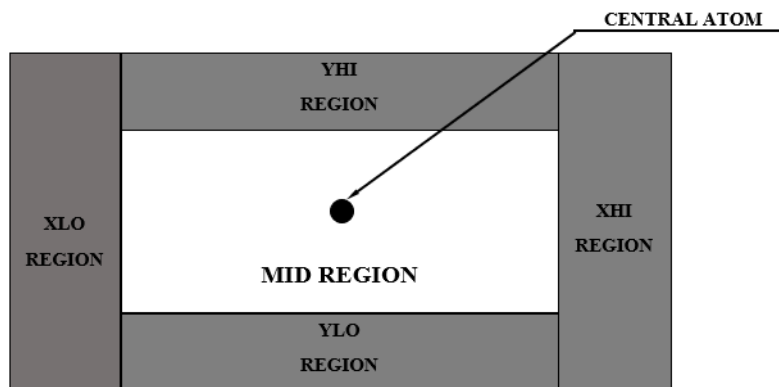 CENTRAL ATOM
YHI
REGION
XLO
REGION
XHI
REGION
MID REGION
YLO
REGION